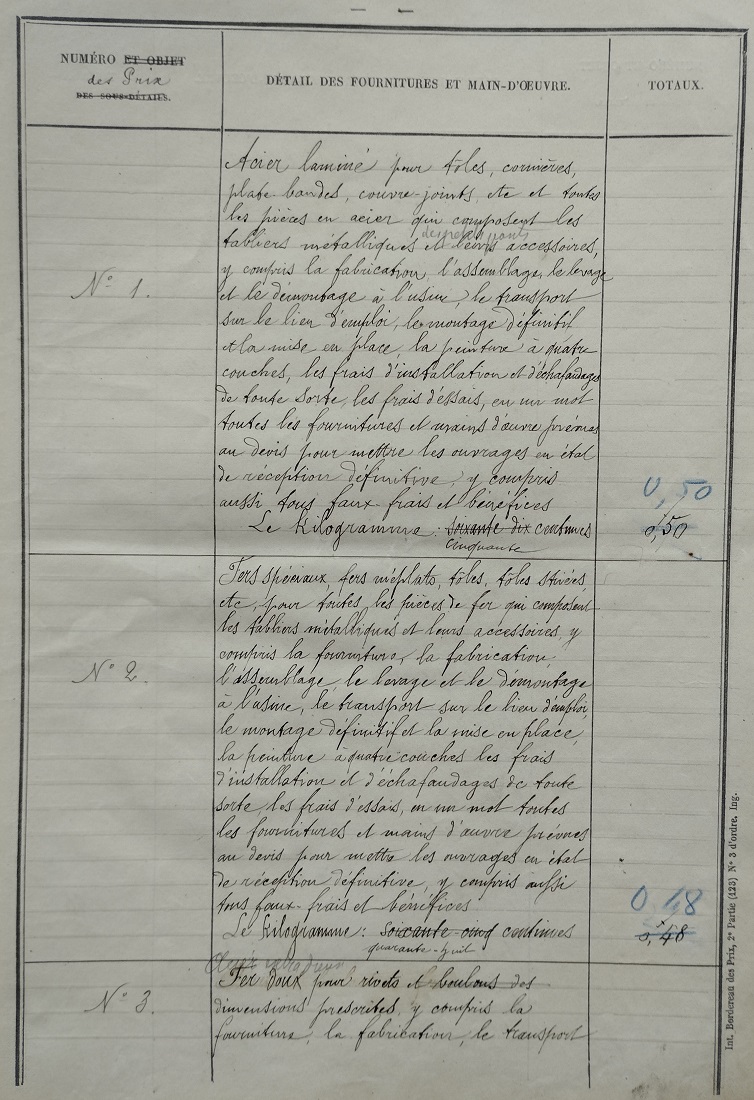 NUMÉRO ET OBJET
des Prix
DES SOUS-DÉTAILS.
DÉTAIL DES FOURNITURES ET MAIN-D'ŒUVRE.
TOTAUX.
N° 1.
Acier laminé pour tôles, cornières,
plate-bandes, couvre-joints, etc et toutes
les pièces en acier qui composent les
tabliers métalliques et leurs accessoires,
y compris la fabrication, l'assemblage, le levage
et le démontage à l'usine, le transport
sur le lieu d'emploi, le montage définitif
et la mise en place, la peinture à quatre
couches, les frais d'installation et d'échafaudages
de toute sorte, les frais d'essais, en un mot
toutes les fournitures et mains d'œuvre prévues
au devis pour mettre les ouvrages en état
de réception définitive, y compris
aussi tous faux-frais et bénéfices
0,50
Le Kilogramme: soixante dix centimes
0,50
cinquante
N° 2.
Fers spéciaux, fers méplats, tôles, tôles striées,
etc, pour toutes les pièces de fer qui composent
les tabliers métalliques et leurs accessoires, y
compris la fourniture, la fabrication,
l'assemblage, le levage et le démontage
à l'usine, le transport sur le lieu d'emploi,
le montage définitif et la mise en place,
la peinture à quatre couches les frais
d'installation et d'échafaudages de toute
sorte, les frais d'essais, en un mot toutes
les fournitures et mains d'œuvre prévues
au devis pour mettre les ouvrages en état
de réception définitive, y compris aussi
tous faux-frais et bénéfices
0,48
Le Kilogramme: soixante-cinq centimes
0,48
quarante-huit
N° 3.
Fer doux pour rivets et boulons des
dimensions prescrites, y compris la
fourniture, la fabrication, le transport
Int. Bordereau des Prix, 2e Partie (123) N° 3 d'ordre. Ing.